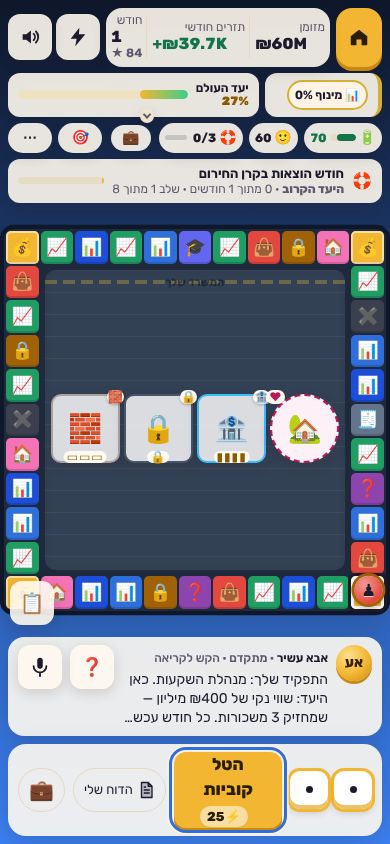 מזומן
₪60M
תזרים חודשי
+₪39.7K
חודש
1
★ 84
מינוף 0%
יעד העולם
27%
70
60
0/3
...
חודש הוצאות בקרן החירום
היעד הקרוב • 0 מתוך 1 חודשים • שלב 1 מתוך 8
אבא עשיר • מתקדם • הקש לקריאה
אע
התפקיד שלך: מנהלת השקעות. כאן
היעד: שווי נקי של ₪400 מיליון —
שמחזיק 3 משכורות. כל חודש עכש...
הטל
קוביות
25⚡
הדוח שלי